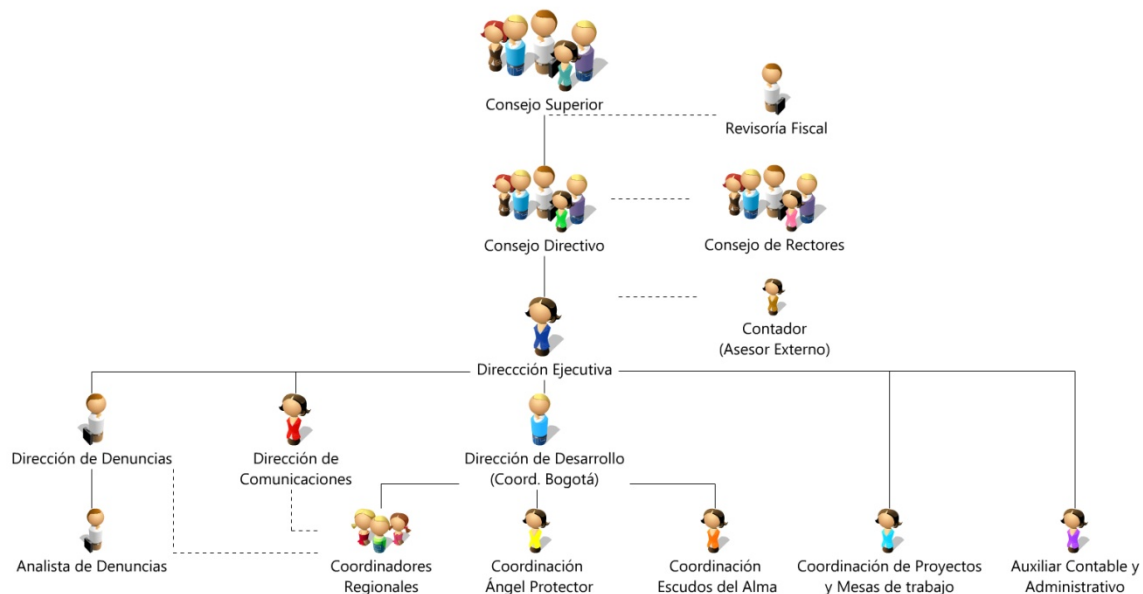 Consejo Superior
Revisoría Fiscal
Consejo Directivo
Consejo de Rectores
Contador
(Asesor Externo)
Direccción Ejecutiva
Dirección de Denuncias
Dirección de
Comunicaciones
Dirección de Desarrollo
(Coord. Bogotá)
Analista de Denuncias
Coordinadores
Regionales
Coordinación
Ángel Protector
Coordinación
Escudos del Alma
Coordinación de Proyectos
y Mesas de trabajo
Auxiliar Contable y
Administrativo